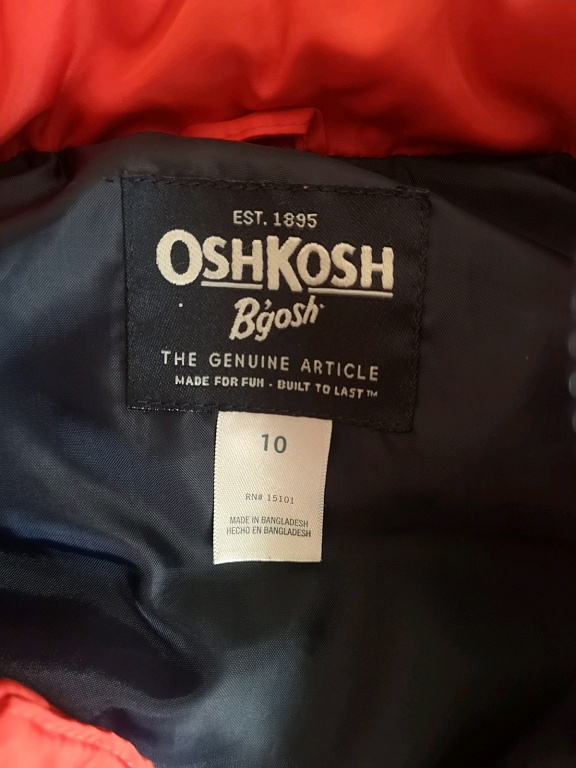 EST. 1895
OSHKOSH
B'gosh
THE GENUINE ARTICLE
MADE FOR FUN - BUILT TO LAST™
10
RN# 15101
MADE IN BANGLADESH
HECHO EN BANGLADESH